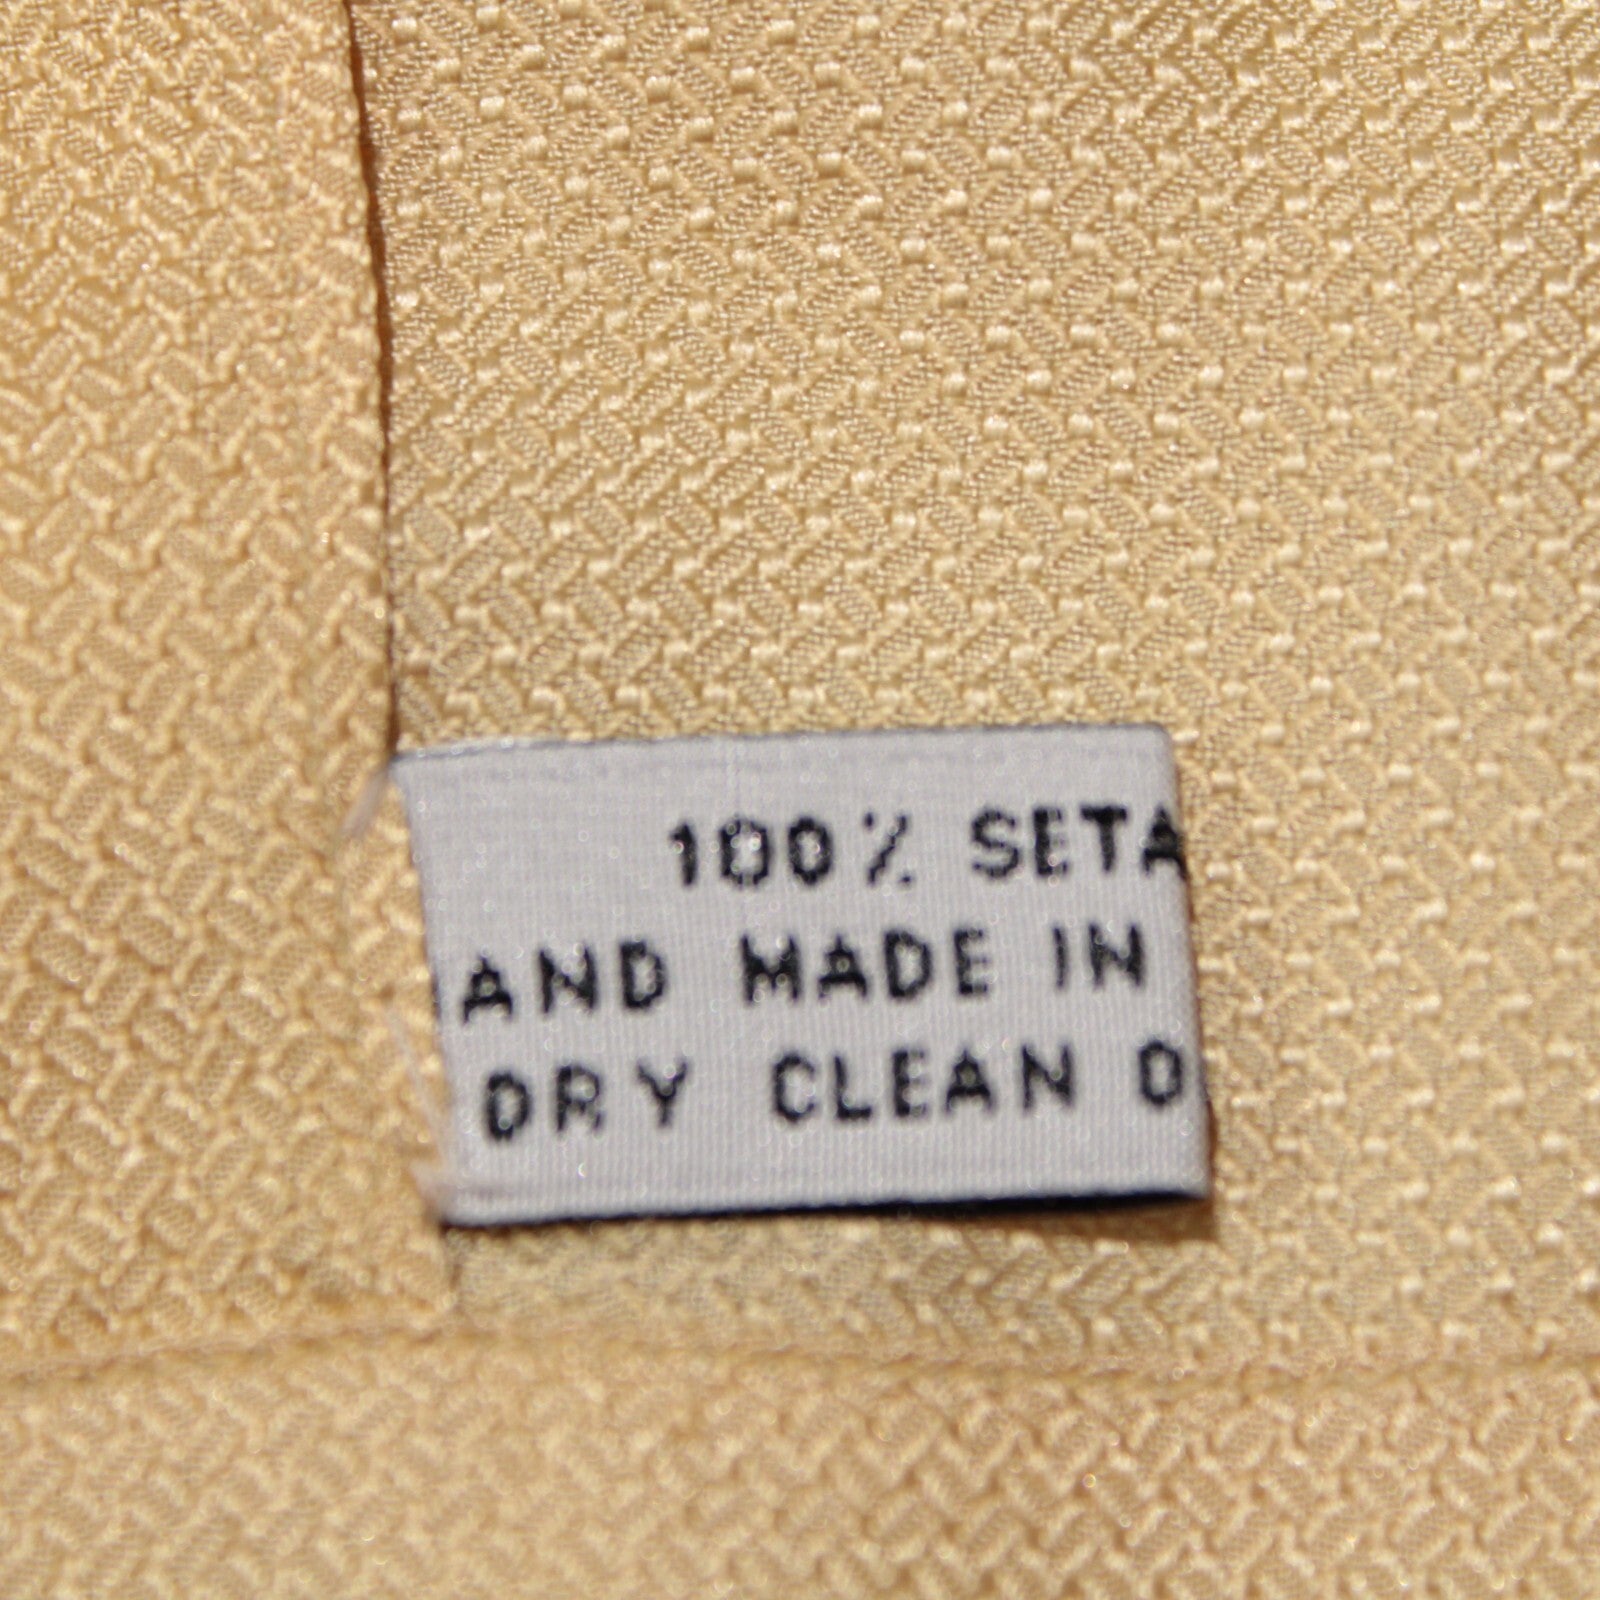 100% SETA
AND MADE IN
DRY CLEAN O